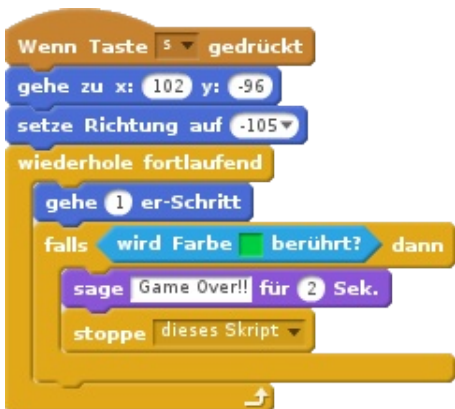 Wenn Taste s gedrückt
gehe zu x: 102 y: -96
setze Richtung auf -105
wiederhole fortlaufend
gehe 1 er-Schritt
falls wird Farbe berührt? dann
sage Game Over!! für 2 Sek.
stoppe dieses Skript